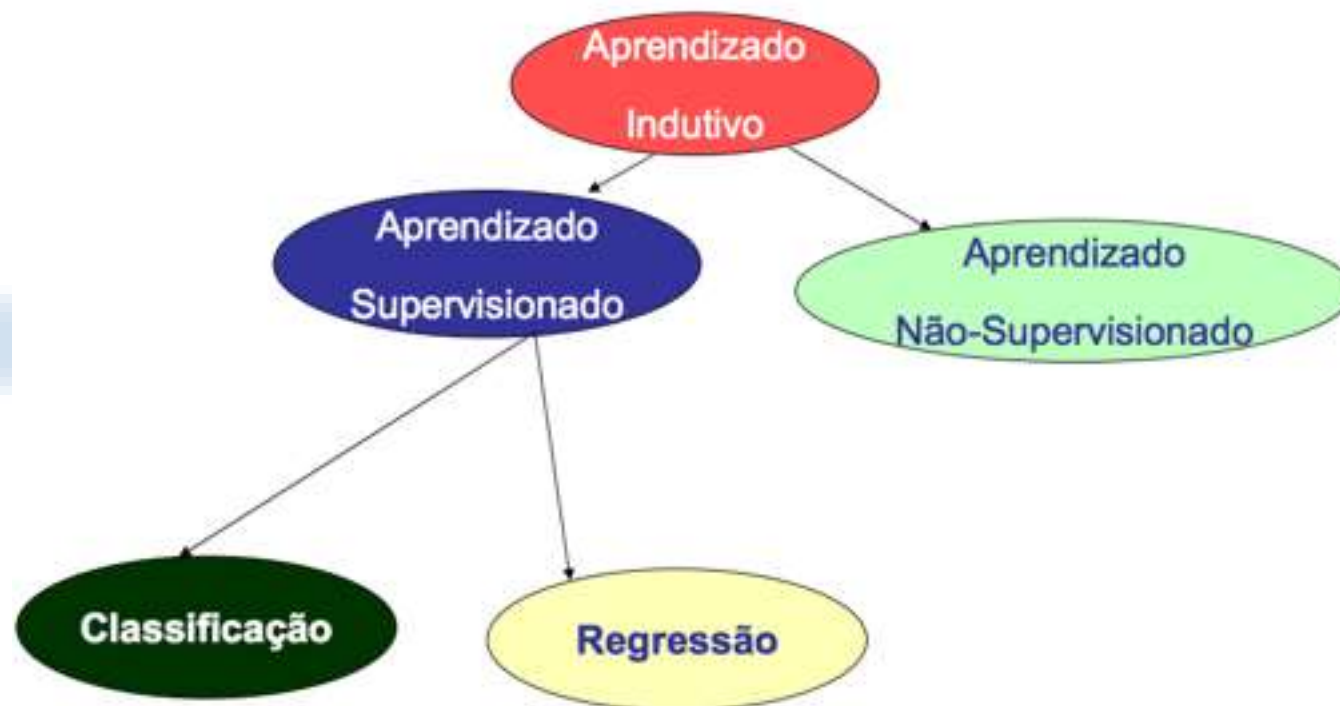 Aprendizado
Indutivo
Aprendizado
Supervisionado
Aprendizado
Não-Supervisionado
Classificação
Regressão